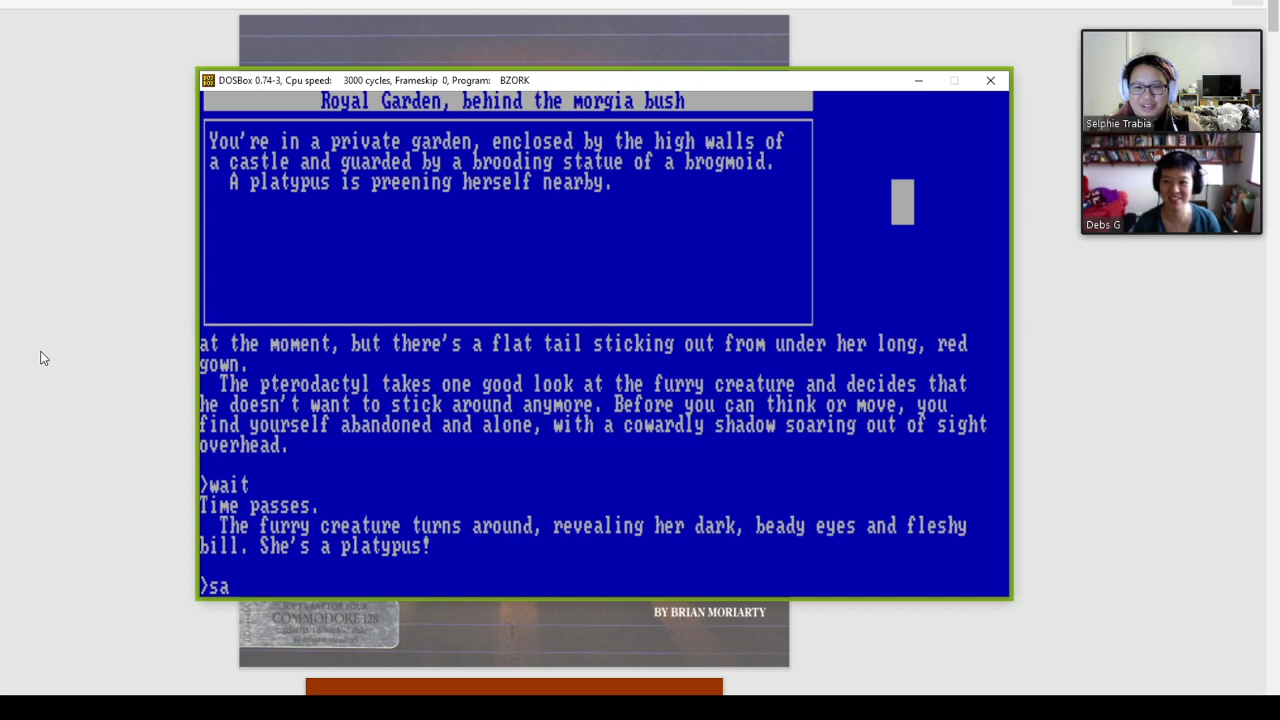 DOSBox 0.74-3, Cpu speed: 3000 cycles, Frameskip 0, Program: BZORK
Royal Garden, behind the morgia bush
You're in a private garden, enclosed by the high walls of
a castle and guarded by a brooding statue of a brogmoid.
A platypus is preening herself nearby.
at the moment, but there's a flat tail sticking out from under her long, red
gown.
The pterodactyl takes one good look at the furry creature and decides that
he doesn't want to stick around anymore. Before you can think or move, you
find yourself abandoned and alone, with a cowardly shadow soaring out of sight
overhead.
>wait
Time passes.
The furry creature turns around, revealing her dark, beady eyes and fleshy
bill. She's a platypus!
>sa
SOFTWARE FOR YOUR
COMMODORE 128
BY BRIAN MORIARTY
Selphie Trabia
Debs G